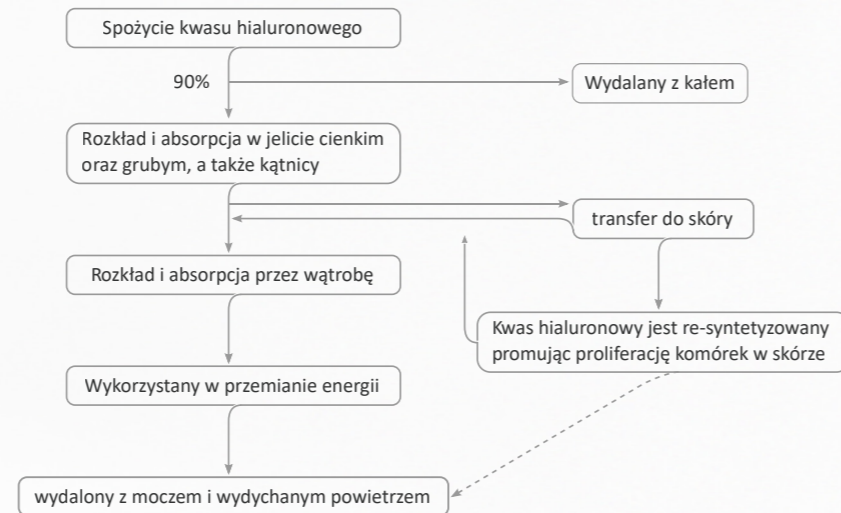 Spożycie kwasu hialuronowego
90%
Wydalany z kałem
Rozkład i absorpcja w jelicie cienkim
oraz grubym, a także kątnicy
transfer do skóry
Rozkład i absorpcja przez wątrobę
Kwas hialuronowy jest re-syntetyzowany
promując proliferację komórek w skórze
Wykorzystany w przemianie energii
wydalony z moczem i wydychanym powietrzem